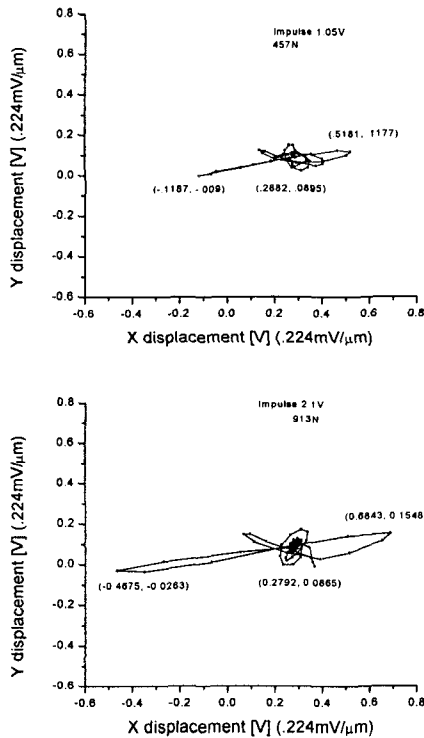 Y displacement [V] (.224mV/μm)
0.8
0.6
0.4
0.2
0.0
-0.2
-0.4
-0.6
Impulse 1.05V
457N
(.5181, .1177)
(-.1187, -.009)
(.2882, .0895)
-0.6 -0.4 -0.2 0.0 0.2 0.4 0.6 0.8
X displacement [V] (.224mV/μm)
Y displacement [V] (.224mV/μm)
0.8
0.6
0.4
0.2
0.0
-0.2
-0.4
-0.6
Impulse 2 1V
913N
(0.6843, 0.1548
(-0 4675, -0.0263)
(0.2792, 0.0865)
-0.6 -0.4 -0.2 0.0 0.2 0.4 0.6 0.8
X displacement [V] (.224mV/μm)